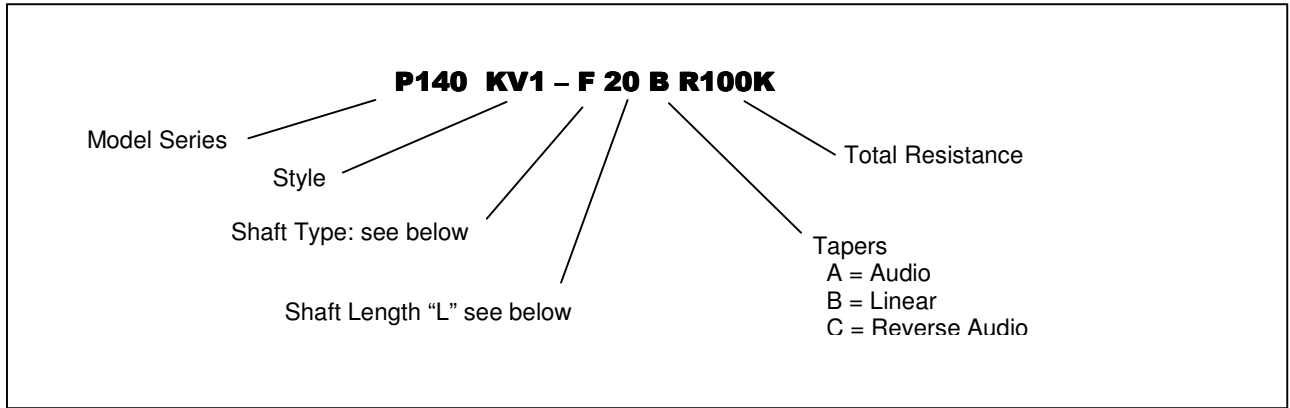 P140 KV1 – F 20 B R100K
Model Series
Total Resistance
Style
Shaft Type: see below
Tapers
A = Audio
B = Linear
C = Reverse Audio
Shaft Length “L” see below